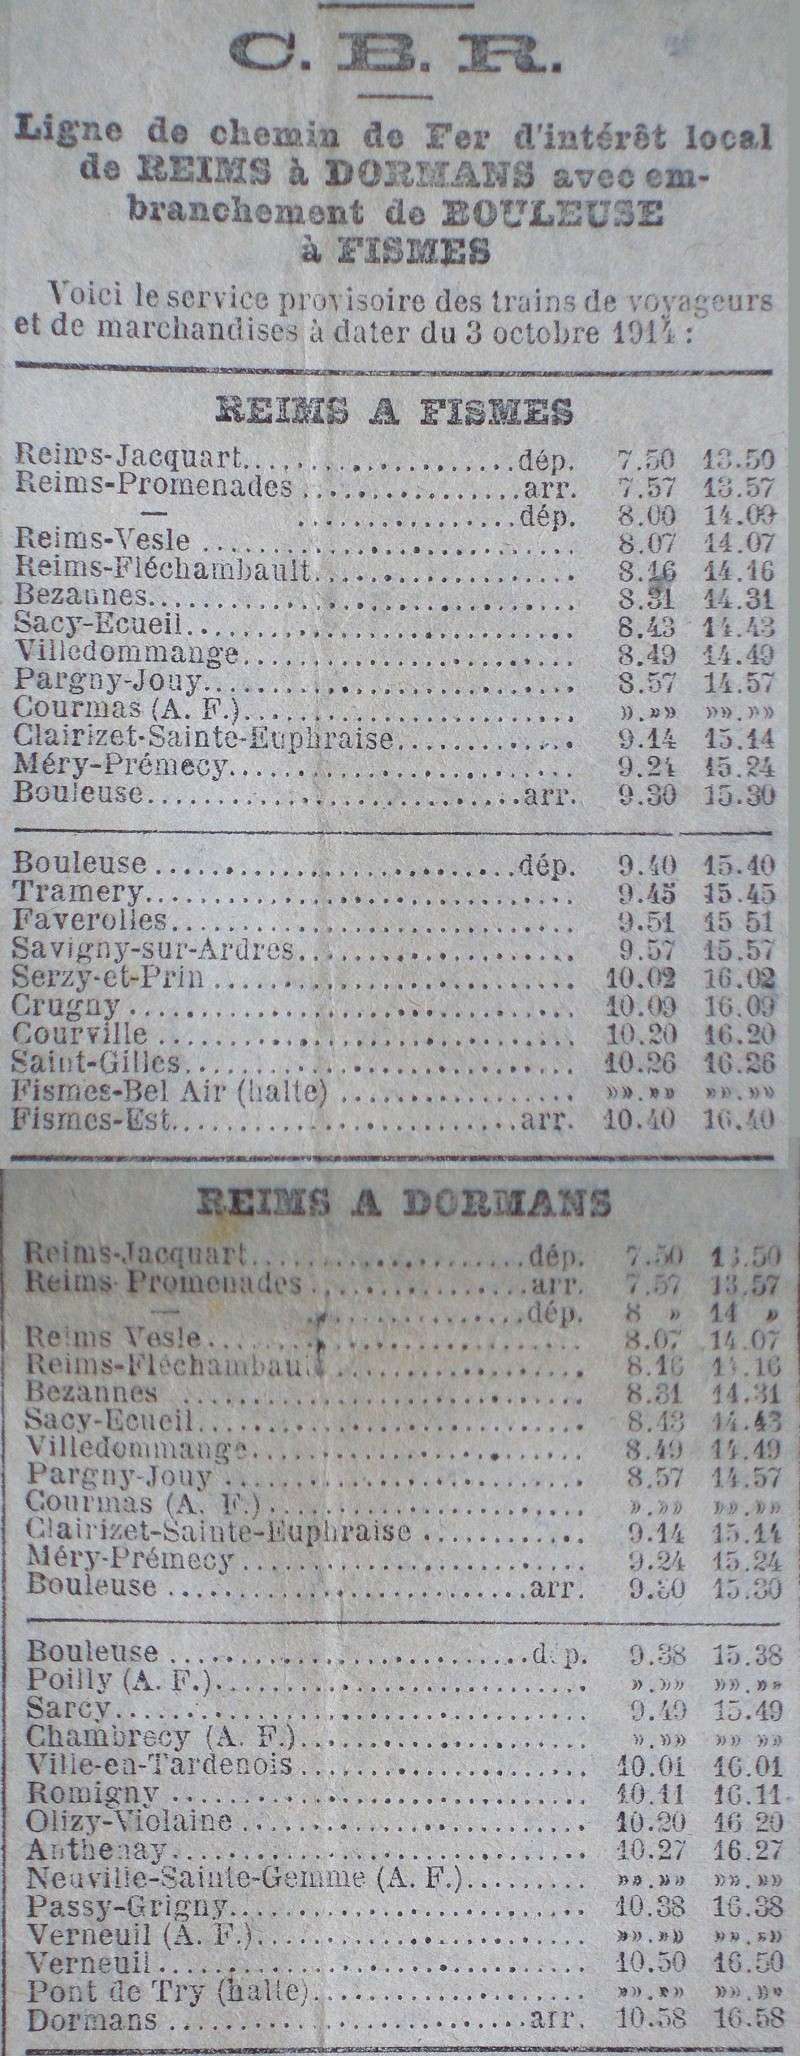 C. B. R.
Ligne de chemin de Fer d'intérêt local
de REIMS à DORMANS avec em-
branchement de BOULEUSE
à FISMES
Voici le service provisoire des trains de voyageurs
et de marchandises à dater du 3 octobre 1914 :
REIMS A FISMES
Reims-Jacquart..........dép. 7.50 13.50
Reims-Promenades..........arr. 7.57 13.57
—..........dép. 8.00 14.00
Reims-Vesle.......... 8.07 14.07
Reims-Fléchambault.......... 8.16 14.16
Bezannes.......... 8.31 14.31
Sacy-Ecueil.......... 8.43 14.43
Villedommange.......... 8.49 14.49
Pargny-Jouy.......... 8.57 14.57
Courmas (A. F.).......... ».»» »».»»
Clairizet-Sainte-Euphraise.......... 9.14 15.14
Méry-Prémecy.......... 9.24 15.24
Bouleuse..........arr. 9.30 15.30
Bouleuse..........dép. 9.40 15.40
Tramery.......... 9.45 15.45
Faverolles.......... 9.51 15 51
Savigny-sur-Ardres.......... 9.57 15.57
Serzy-et-Prin.......... 10.02 16.02
Crugny.......... 10.09 16.09
Courville.......... 10.20 16.20
Saint-Gilles.......... 10.26 16.26
Fismes-Bel Air (halte).......... »».»» »».»»
Fismes-Est..........arr. 10.40 16.40
REIMS A DORMANS
Reims-Jacquart..........dép. 7.50 13.50
Reims-Promenades..........arr. 7.57 13.57
—..........dép. 8 » 14 »
Reims Vesle.......... 8.07 14.07
Reims-Fléchambault.......... 8.16 14.16
Bezannes.......... 8.31 14.31
Sacy-Ecueil.......... 8.43 14.43
Villedommange.......... 8.49 14.49
Pargny-Jouy.......... 8.57 14.57
Courmas (A. F.).......... ».»» »».»»
Clairizet-Sainte-Euphraise.......... 9.14 15.14
Méry-Prémecy.......... 9.24 15.24
Bouleuse..........arr. 9.30 15.30
Bouleuse..........dép. 9.38 15.38
Poilly (A. F.).......... ».»» »».»»
Sarcy.......... 9.49 15.49
Chambrecy (A. F.).......... ».»» »» »»
Ville-en-Tardenois.......... 10.01 16.01
Romigny.......... 10.11 16.11
Olizy-Violaine.......... 10.20 16 20
Anthenay.......... 10.27 16.27
Neuville-Sainte-Gemme (A. F.).......... »».»» »».»»
Passy-Grigny.......... 10.38 16.38
Verneuil (A. F.).......... »».»» »».»»
Verneuil.......... 10.50 16.50
Pont de Try (halte).......... »».»» »».»»
Dormans..........arr. 10.58 16.58